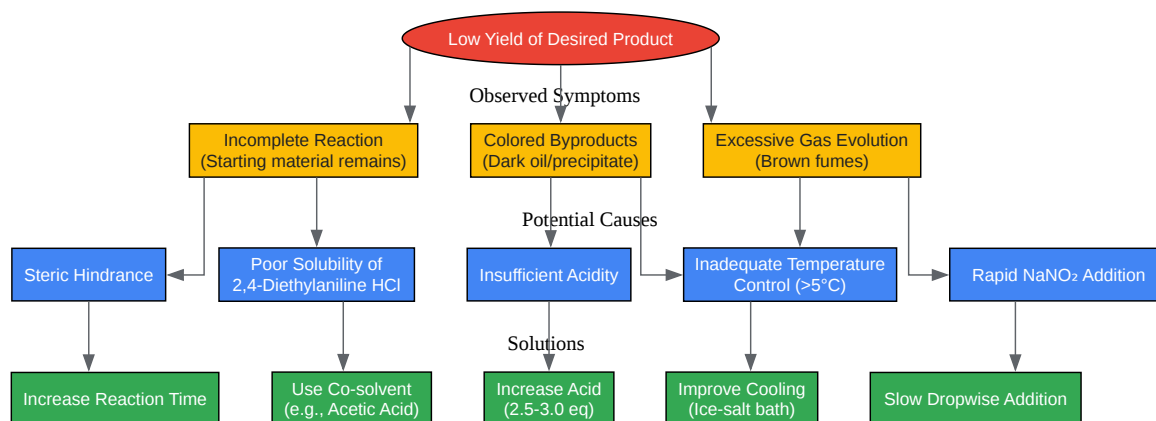 Low Yield of Desired Product
Observed Symptoms
Incomplete Reaction
(Starting material remains)
Colored Byproducts
(Dark oil/precipitate)
Excessive Gas Evolution
(Brown fumes)
Potential Causes
Steric Hindrance
Poor Solubility of
2,4-Diethylaniline HCl
Insufficient Acidity
Inadequate Temperature
Control (>5°C)
Rapid NaNO₂ Addition
Solutions
Increase Reaction Time
Use Co-solvent
(e.g., Acetic Acid)
Increase Acid
(2.5-3.0 eq)
Improve Cooling
(Ice-salt bath)
Slow Dropwise Addition